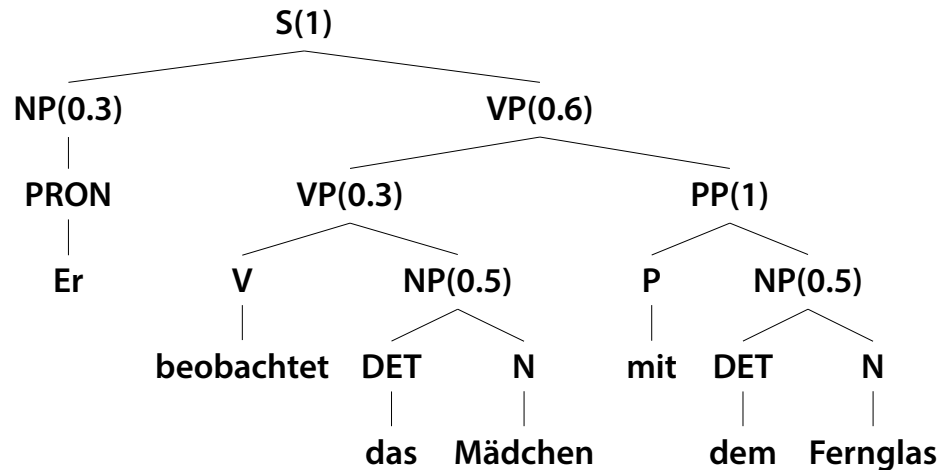 S(1)
NP(0.3) VP(0.6)
PRON VP(0.3) PP(1)
Er V NP(0.5) P NP(0.5)
beobachtet DET N mit DET N
das Mädchen dem Fernglas